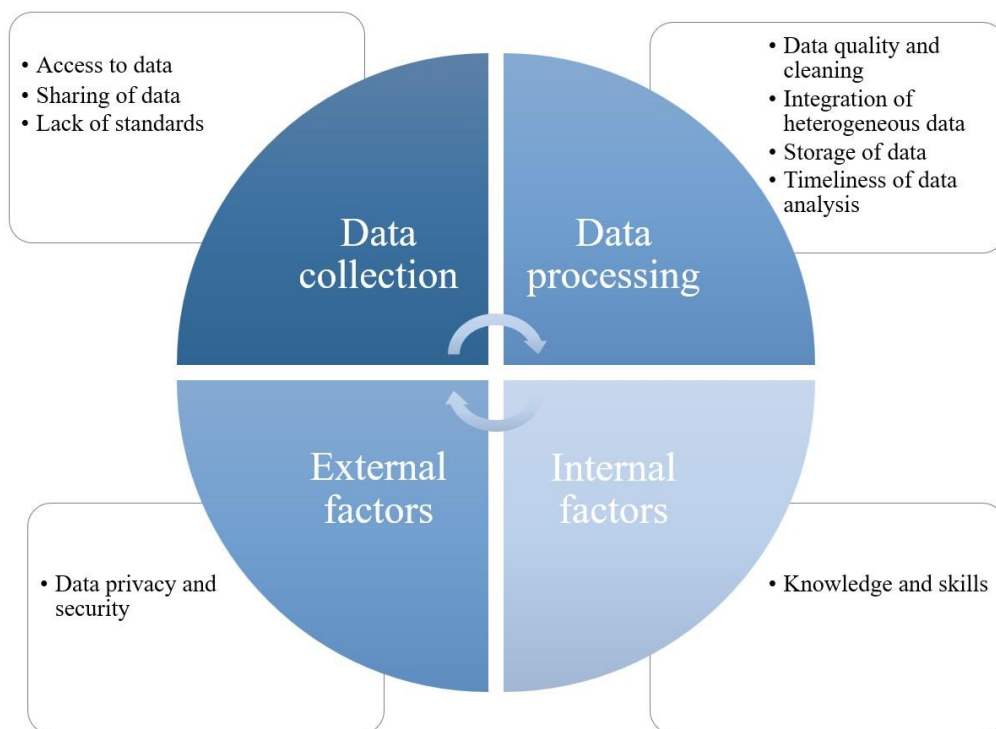 • Access to data
• Sharing of data
• Lack of standards
• Data quality and
cleaning
• Integration of
heterogeneous data
• Storage of data
• Timeliness of data
analysis
Data
collection
Data
processing
External
factors
Internal
factors
• Data privacy and
security
• Knowledge and skills